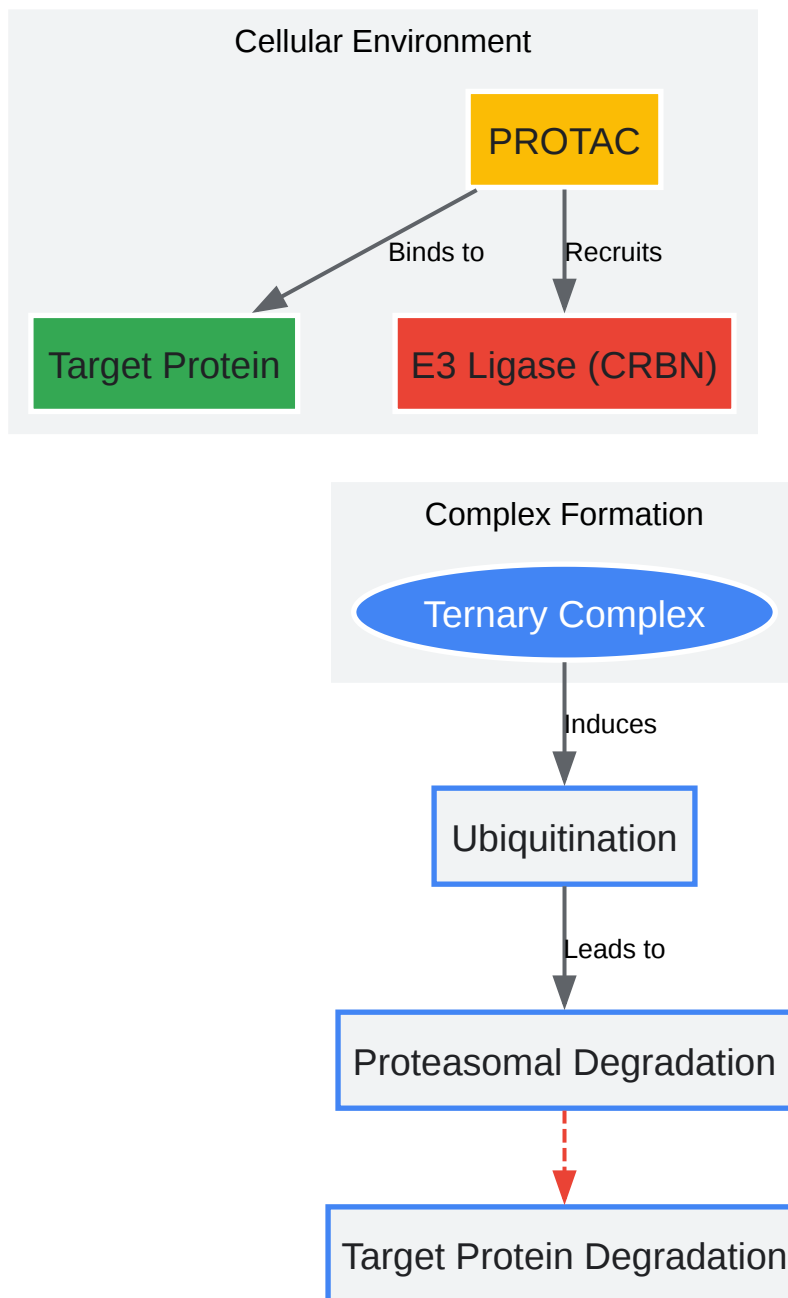 Cellular Environment
PROTAC
Binds to
Recruits
Target Protein
E3 Ligase (CRBN)
Complex Formation
Ternary Complex
Induces
Ubiquitination
Leads to
Proteasomal Degradation
Target Protein Degradation